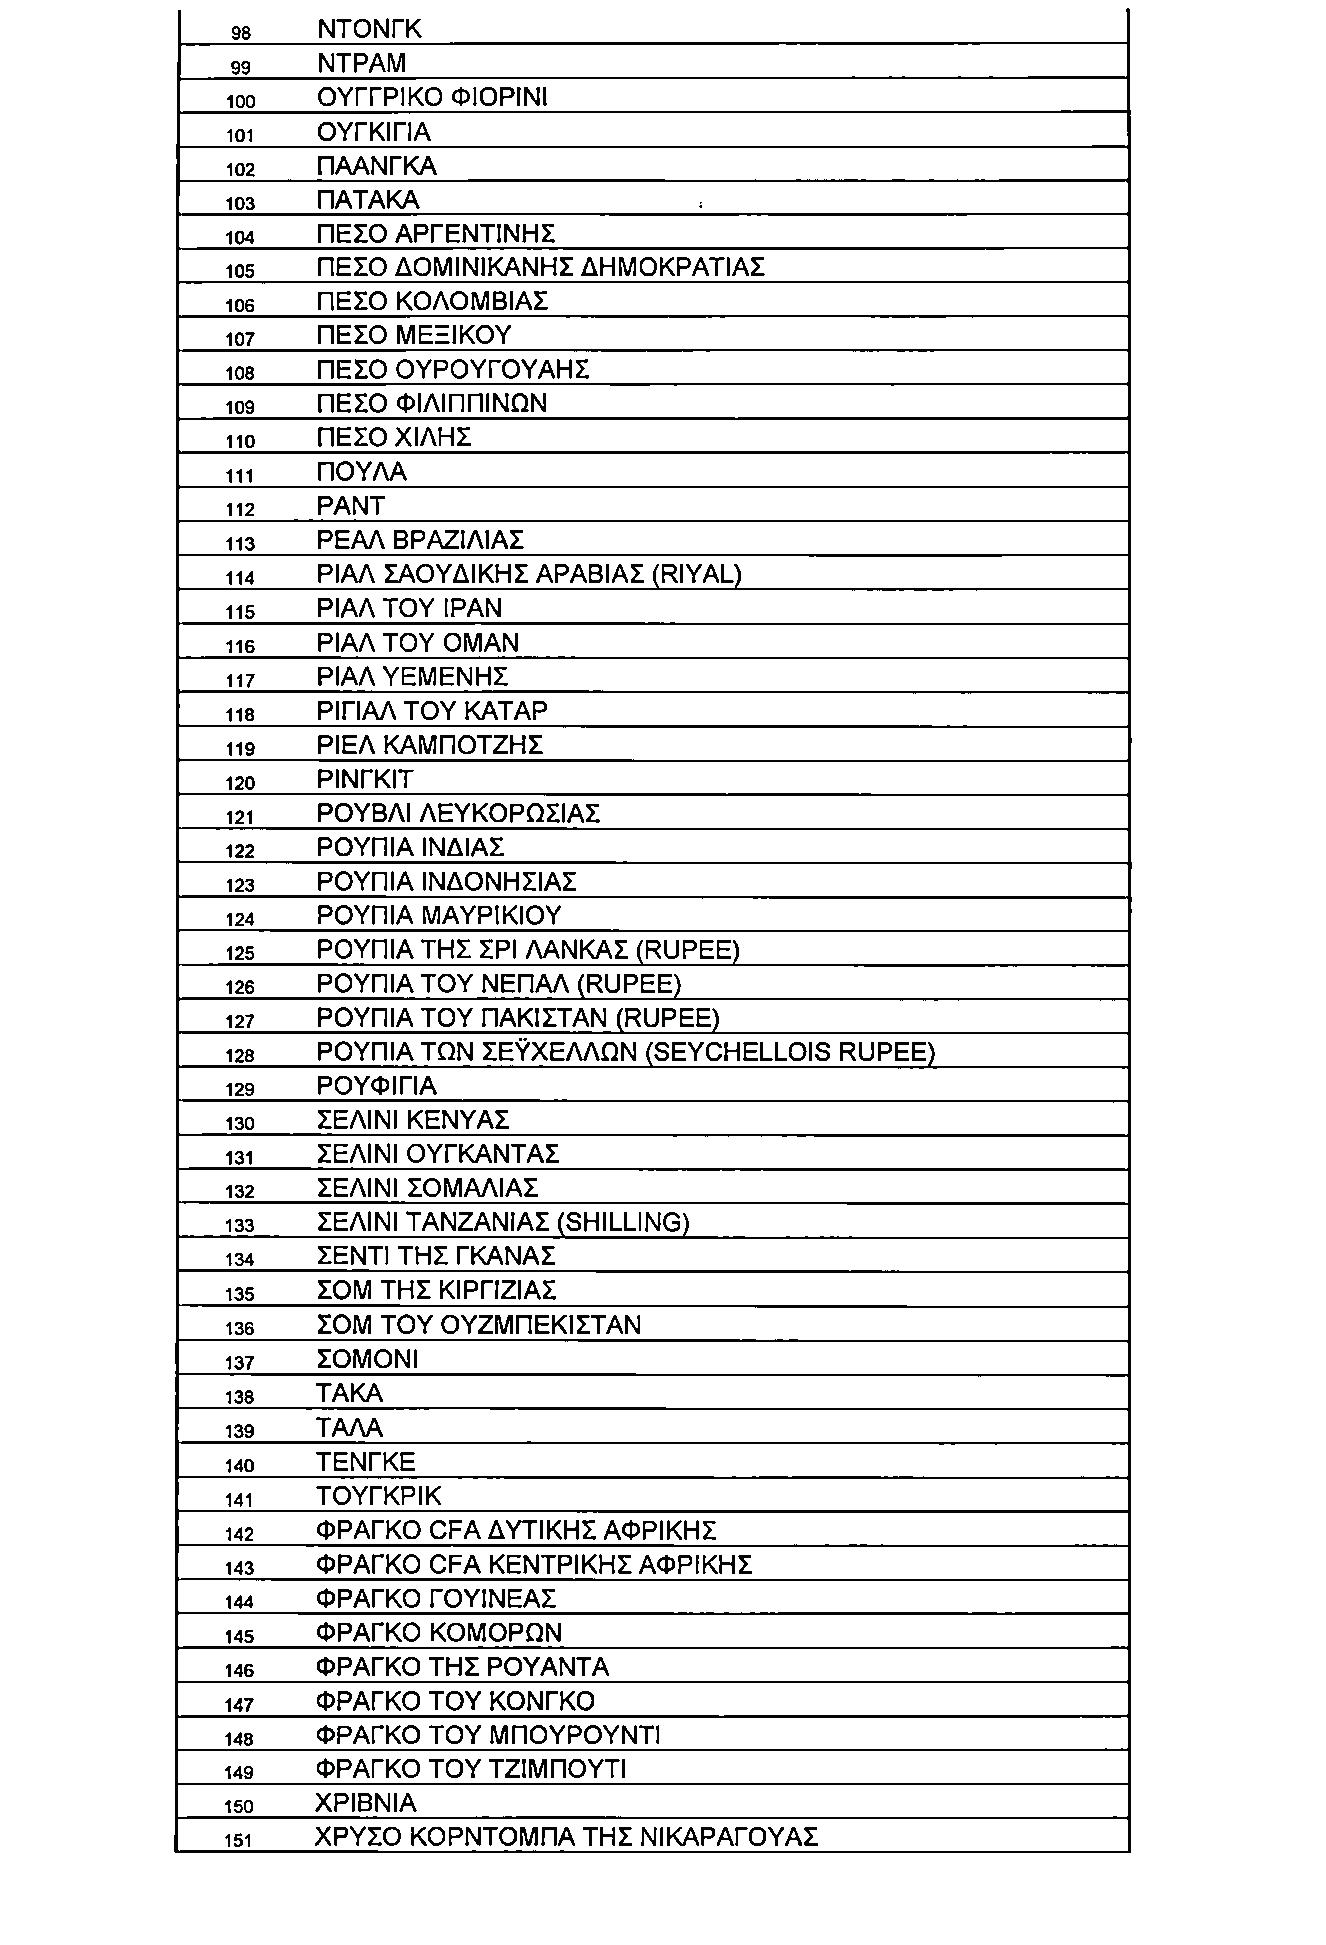 98 ΝΤΟΝΓΚ
99 ΝΤΡΑΜ
100 ΟΥΓΓΡΙΚΟ ΦΙΟΡΙΝΙ
101 ΟΥΓΚΙΓΙΑ
102 ΠΑΑΝΓΚΑ
103 ΠΑΤΑΚΑ
104 ΠΕΣΟ ΑΡΓΕΝΤΙΝΗΣ
105 ΠΕΣΟ ΔΟΜΙΝΙΚΑΝΗΣ ΔΗΜΟΚΡΑΤΙΑΣ
106 ΠΕΣΟ ΚΟΛΟΜΒΙΑΣ
107 ΠΕΣΟ ΜΕΞΙΚΟΥ
108 ΠΕΣΟ ΟΥΡΟΥΓΟΥΑΗΣ
109 ΠΕΣΟ ΦΙΛΙΠΠΙΝΩΝ
110 ΠΕΣΟ ΧΙΛΗΣ
111 ΠΟΥΛΑ
112 ΡΑΝΤ
113 ΡΕΑΛ ΒΡΑΖΙΛΙΑΣ
114 ΡΙΑΛ ΣΑΟΥΔΙΚΗΣ ΑΡΑΒΙΑΣ (RIYAL)
115 ΡΙΑΛ ΤΟΥ ΙΡΑΝ
116 ΡΙΑΛ ΤΟΥ ΟΜΑΝ
117 ΡΙΑΛ ΥΕΜΕΝΗΣ
118 ΡΙΓΙΑΛ ΤΟΥ ΚΑΤΑΡ
119 ΡΙΕΛ ΚΑΜΠΟΤΖΗΣ
120 ΡΙΝΓΚΙΤ
121 ΡΟΥΒΛΙ ΛΕΥΚΟΡΩΣΙΑΣ
122 ΡΟΥΠΙΑ ΙΝΔΙΑΣ
123 ΡΟΥΠΙΑ ΙΝΔΟΝΗΣΙΑΣ
124 ΡΟΥΠΙΑ ΜΑΥΡΙΚΙΟΥ
125 ΡΟΥΠΙΑ ΤΗΣ ΣΡΙ ΛΑΝΚΑΣ (RUPEE)
126 ΡΟΥΠΙΑ ΤΟΥ ΝΕΠΑΛ (RUPEE)
127 ΡΟΥΠΙΑ ΤΟΥ ΠΑΚΙΣΤΑΝ (RUPEE)
128 ΡΟΥΠΙΑ ΤΩΝ ΣΕΫΧΕΛΛΩΝ (SEYCHELLOIS RUPEE)
129 ΡΟΥΦΙΓΙΑ
130 ΣΕΛΙΝΙ ΚΕΝΥΑΣ
131 ΣΕΛΙΝΙ ΟΥΓΚΑΝΤΑΣ
132 ΣΕΛΙΝΙ ΣΟΜΑΛΙΑΣ
133 ΣΕΛΙΝΙ ΤΑΝΖΑΝΙΑΣ (SHILLING)
134 ΣΕΝΤΙ ΤΗΣ ΓΚΑΝΑΣ
135 ΣΟΜ ΤΗΣ ΚΙΡΓΙΖΙΑΣ
136 ΣΟΜ ΤΟΥ ΟΥΖΜΠΕΚΙΣΤΑΝ
137 ΣΟΜΟΝΙ
138 ΤΑΚΑ
139 ΤΑΛΑ
140 ΤΕΝΓΚΕ
141 ΤΟΥΓΚΡΙΚ
142 ΦΡΑΓΚΟ CFA ΔΥΤΙΚΗΣ ΑΦΡΙΚΗΣ
143 ΦΡΑΓΚΟ CFA ΚΕΝΤΡΙΚΗΣ ΑΦΡΙΚΗΣ
144 ΦΡΑΓΚΟ ΓΟΥΙΝΕΑΣ
145 ΦΡΑΓΚΟ ΚΟΜΟΡΩΝ
146 ΦΡΑΓΚΟ ΤΗΣ ΡΟΥΑΝΤΑ
147 ΦΡΑΓΚΟ ΤΟΥ ΚΟΝΓΚΟ
148 ΦΡΑΓΚΟ ΤΟΥ ΜΠΟΥΡΟΥΝΤΙ
149 ΦΡΑΓΚΟ ΤΟΥ ΤΖΙΜΠΟΥΤΙ
150 ΧΡΙΒΝΙΑ
151 ΧΡΥΣΟ ΚΟΡΝΤΟΜΠΑ ΤΗΣ ΝΙΚΑΡΑΓΟΥΑΣ